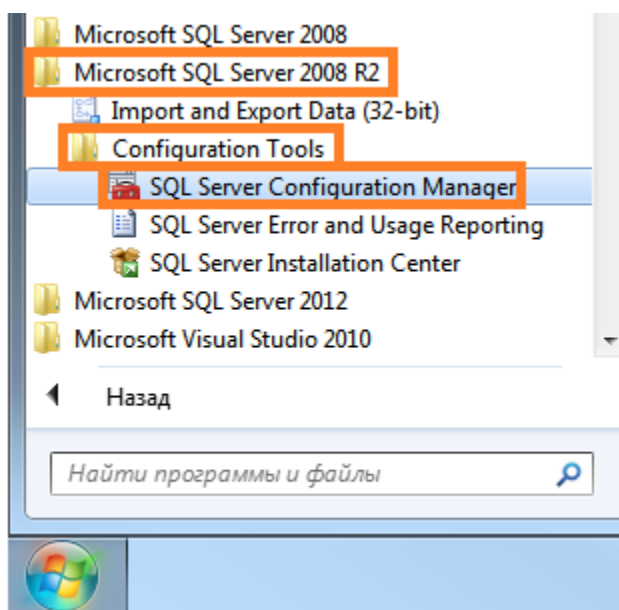 Microsoft SQL Server 2008
Microsoft SQL Server 2008 R2
Import and Export Data (32-bit)
Configuration Tools
SQL Server Configuration Manager
SQL Server Error and Usage Reporting
SQL Server Installation Center
Microsoft SQL Server 2012
Microsoft Visual Studio 2010
Назад
Найти программы и файлы